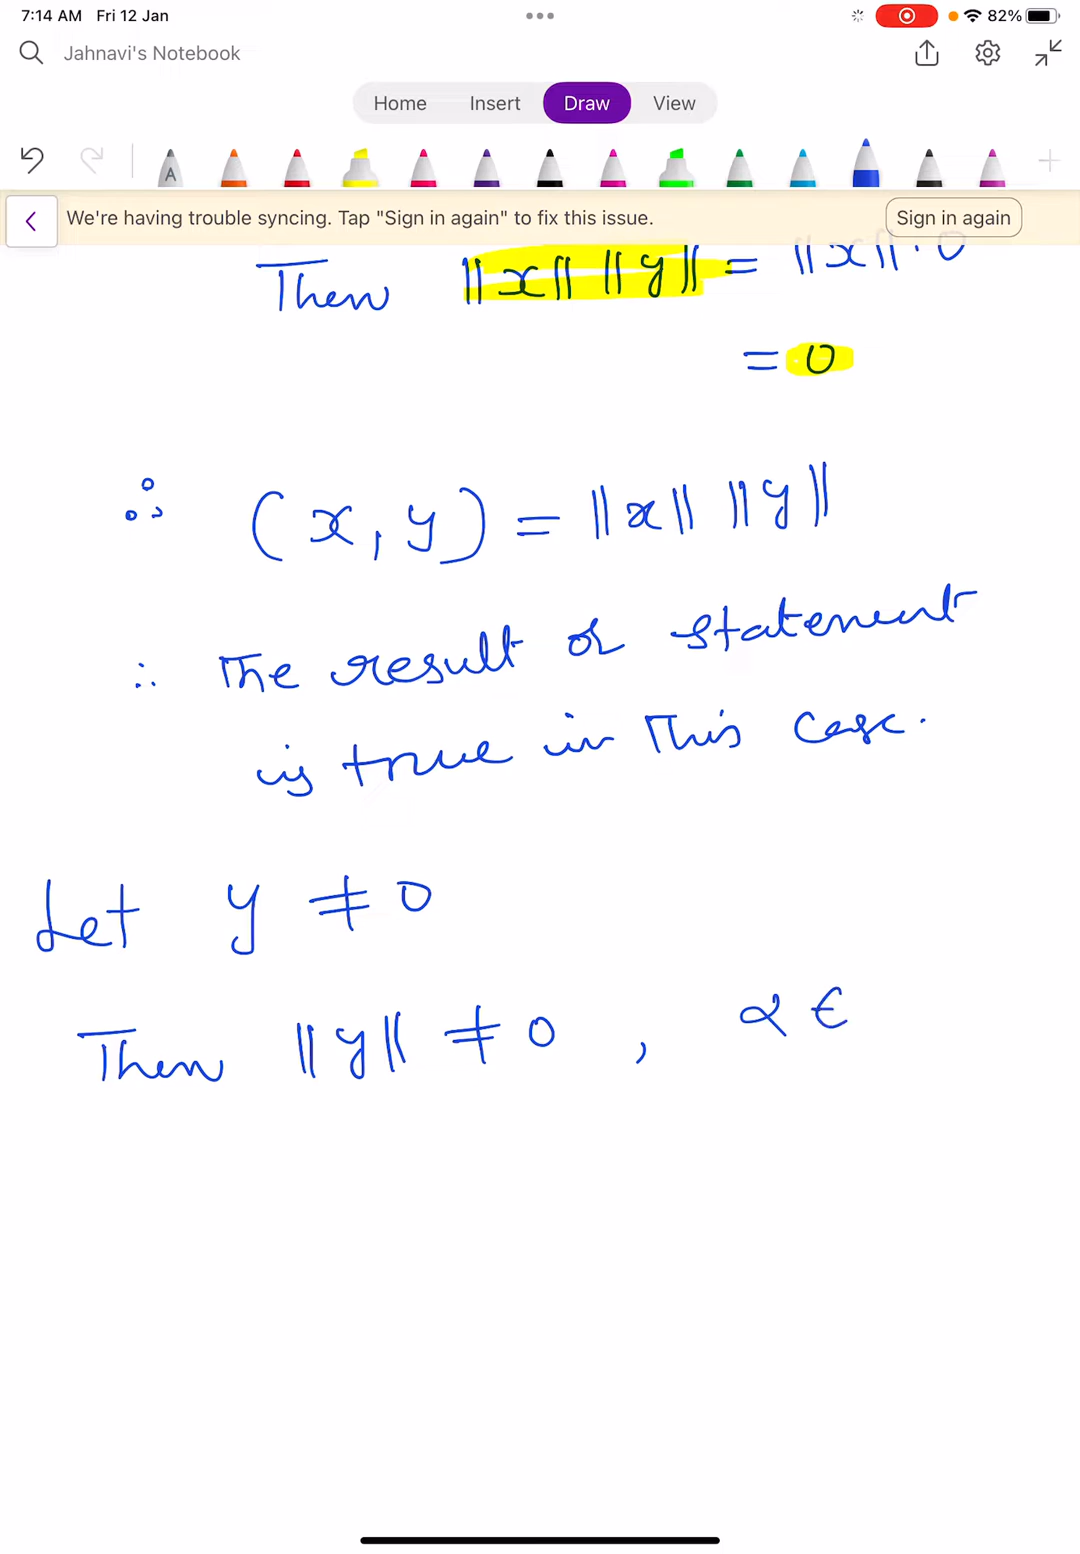 7:14 AM Fri 12 Jan 82%
Jahnavi's Notebook
Home Insert Draw View
A
We're having trouble syncing. Tap "Sign in again" to fix this issue. Sign in again
Then ||x|| ||y|| = ||x|| · 0
= 0
∴ (x, y) = ||x|| ||y||
∴ The result or statement
is true in this case.
Let y ≠ 0
Then ||y|| ≠ 0 , α ∈